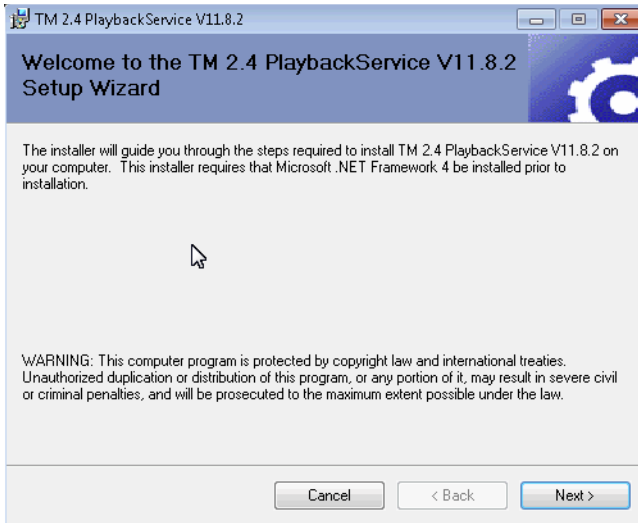 TM 2.4 PlaybackService V11.8.2
Welcome to the TM 2.4 PlaybackService V11.8.2
Setup Wizard
The installer will guide you through the steps required to install TM 2.4 PlaybackService V11.8.2 on
your computer.  This installer requires that Microsoft .NET Framework 4 be installed prior to
installation.
WARNING: This computer program is protected by copyright law and international treaties.
Unauthorized duplication or distribution of this program, or any portion of it, may result in severe civil
or criminal penalties, and will be prosecuted to the maximum extent possible under the law.
Cancel < Back Next >